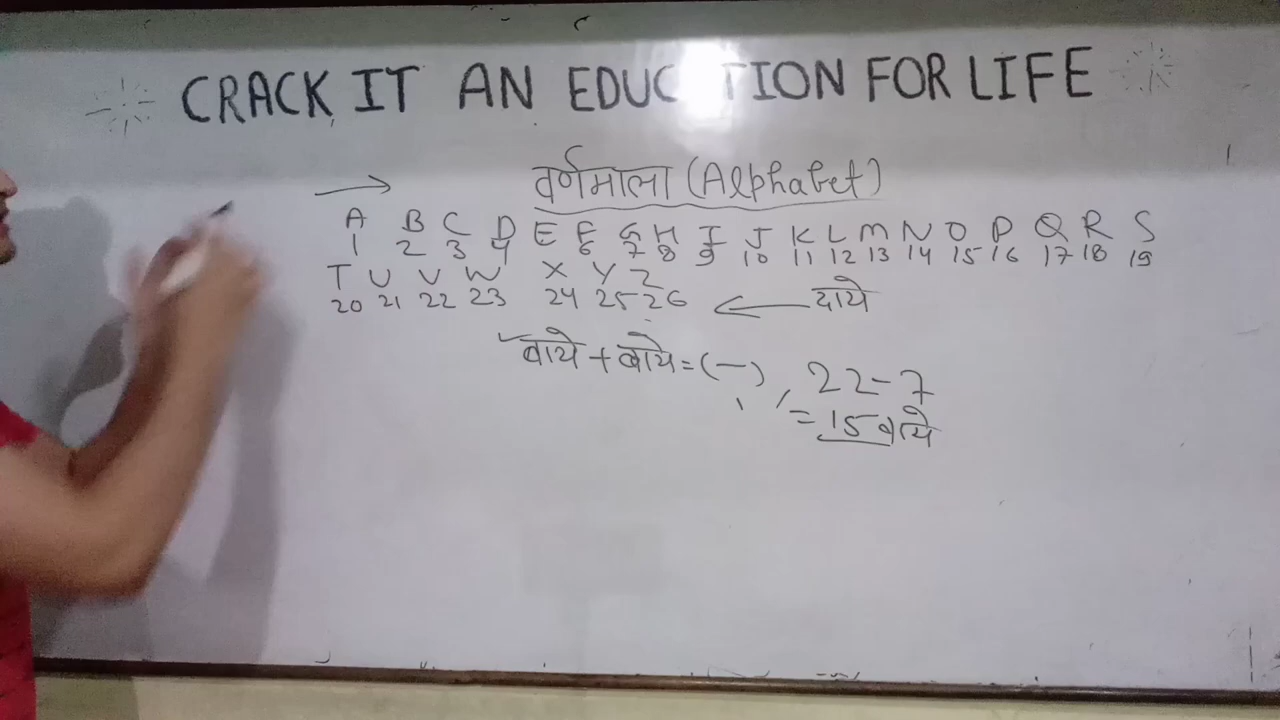 CRACK IT AN EDUC TION FOR LIFE
वर्णमाला (Alphabet)
A B C D E F G H I J K L M N O P Q R S
1 2 3 4 6 7 8 9 10 11 12 13 14 15 16 17 18 19
T U V W X Y Z
20 21 22 23 24 25 26 ← दाये
बाये + बाये = (−), 22-7
= 15 बाये